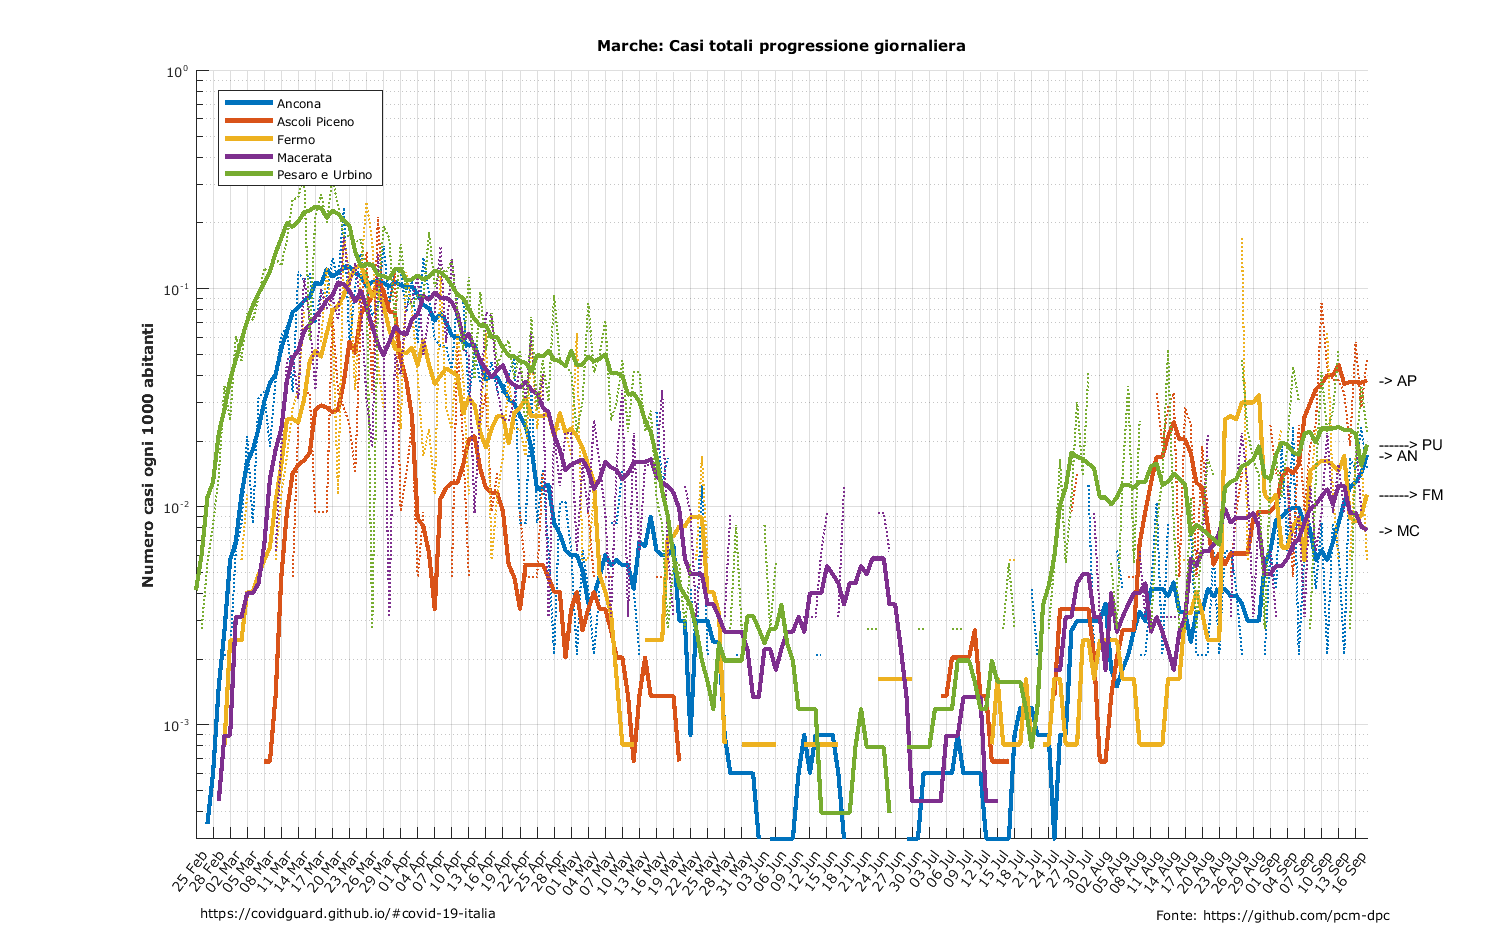 Marche: Casi totali progressione giornaliera
10⁰
10⁻¹
10⁻²
10⁻³
Numero casi ogni 1000 abitanti
Ancona
Ascoli Piceno
Fermo
Macerata
Pesaro e Urbino
-> AP
------> PU
-> AN
------> FM
-> MC
25 Feb
28 Feb
02 Mar
05 Mar
08 Mar
11 Mar
14 Mar
17 Mar
20 Mar
23 Mar
26 Mar
29 Mar
01 Apr
04 Apr
07 Apr
10 Apr
13 Apr
16 Apr
19 Apr
22 Apr
25 Apr
28 Apr
01 May
04 May
07 May
10 May
13 May
16 May
19 May
22 May
25 May
28 May
31 May
03 Jun
06 Jun
09 Jun
12 Jun
15 Jun
18 Jun
21 Jun
24 Jun
27 Jun
30 Jun
03 Jul
06 Jul
09 Jul
12 Jul
15 Jul
18 Jul
21 Jul
24 Jul
27 Jul
30 Jul
02 Aug
05 Aug
08 Aug
11 Aug
14 Aug
17 Aug
20 Aug
23 Aug
26 Aug
29 Aug
01 Sep
04 Sep
07 Sep
10 Sep
13 Sep
16 Sep
https://covidguard.github.io/#covid-19-italia
Fonte: https://github.com/pcm-dpc